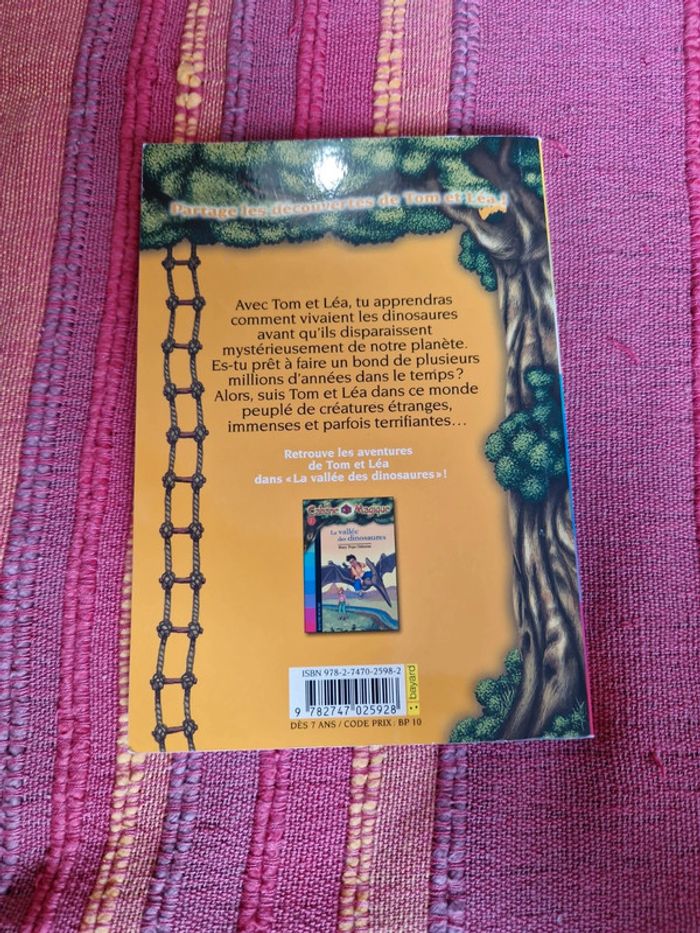 Partage les découvertes de Tom et Léa !
Avec Tom et Léa, tu apprendras
comment vivaient les dinosaures
avant qu'ils disparaissent
mystérieusement de notre planète.
Es-tu prêt à faire un bond de plusieurs
millions d'années dans le temps ?
Alors, suis Tom et Léa dans ce monde
peuplé de créatures étranges,
immenses et parfois terrifiantes...
Retrouve les aventures
de Tom et Léa
dans « La vallée des dinosaures » !
Cabane Magique
La vallée
des dinosaures
Mary Pope Osborne
ISBN 978-2-7470-2598-2
9 782747 025928
bayard
DÈS 7 ANS / CODE PRIX : BP 10